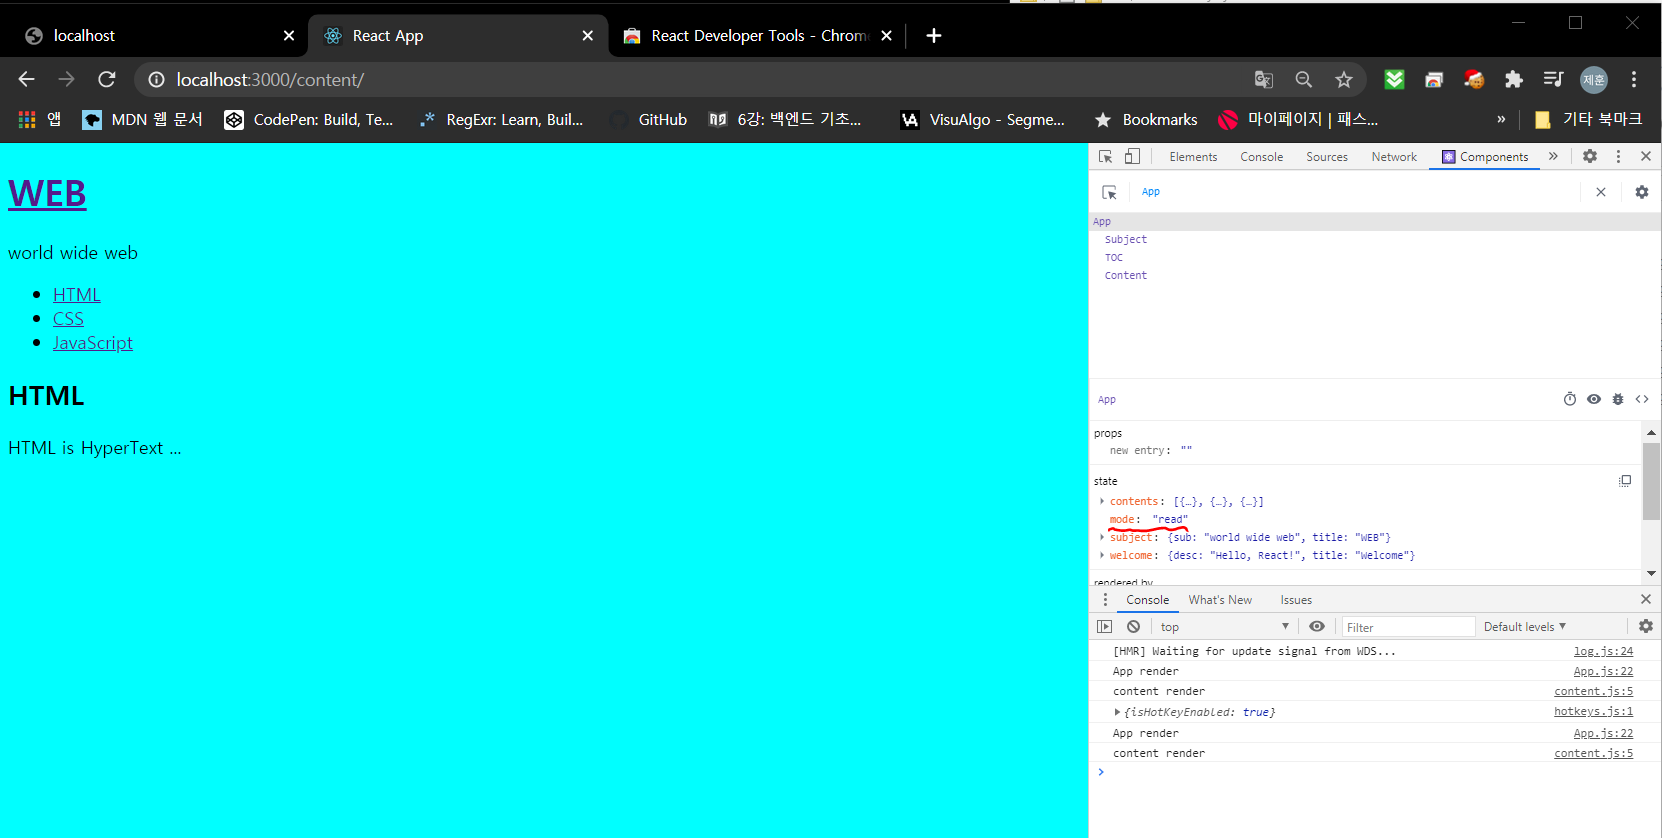 localhost
React App
React Developer Tools - Chrom
localhost:3000/content/
제훈
앱
MDN 웹 문서
CodePen: Build, Te...
RegExr: Learn, Buil...
GitHub
6강: 백엔드 기초...
VisuAlgo - Segme...
Bookmarks
마이페이지 | 패스...
»
기타 북마크
WEB
world wide web
HTML
CSS
JavaScript
HTML
HTML is HyperText ...
Elements
Console
Sources
Network
Components
»
App
App
Subject
TOC
Content
App
props
new entry: ""
state
contents: [{…}, {…}, {…}]
mode: "read"
subject: {sub: "world wide web", title: "WEB"}
welcome: {desc: "Hello, React!", title: "Welcome"}
rendered by
Console
What's New
Issues
top
Filter
Default levels
[HMR] Waiting for update signal from WDS... log.js:24
App render App.js:22
content render content.js:5
{isHotKeyEnabled: true} hotkeys.js:1
App render App.js:22
content render content.js:5